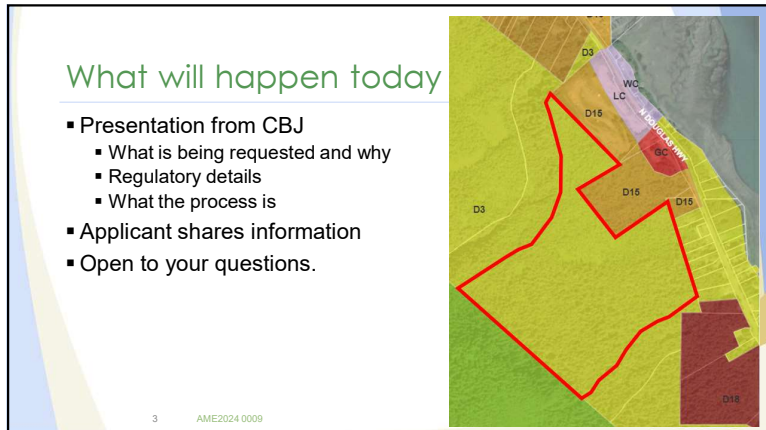 What will happen today
▪ Presentation from CBJ
▪ What is being requested and why
▪ Regulatory details
▪ What the process is
▪ Applicant shares information
▪ Open to your questions.
3 AME2024 0009
D3
WC
LC
D15
N DOUGLAS HWY
GC
D15
D15
D3
D18